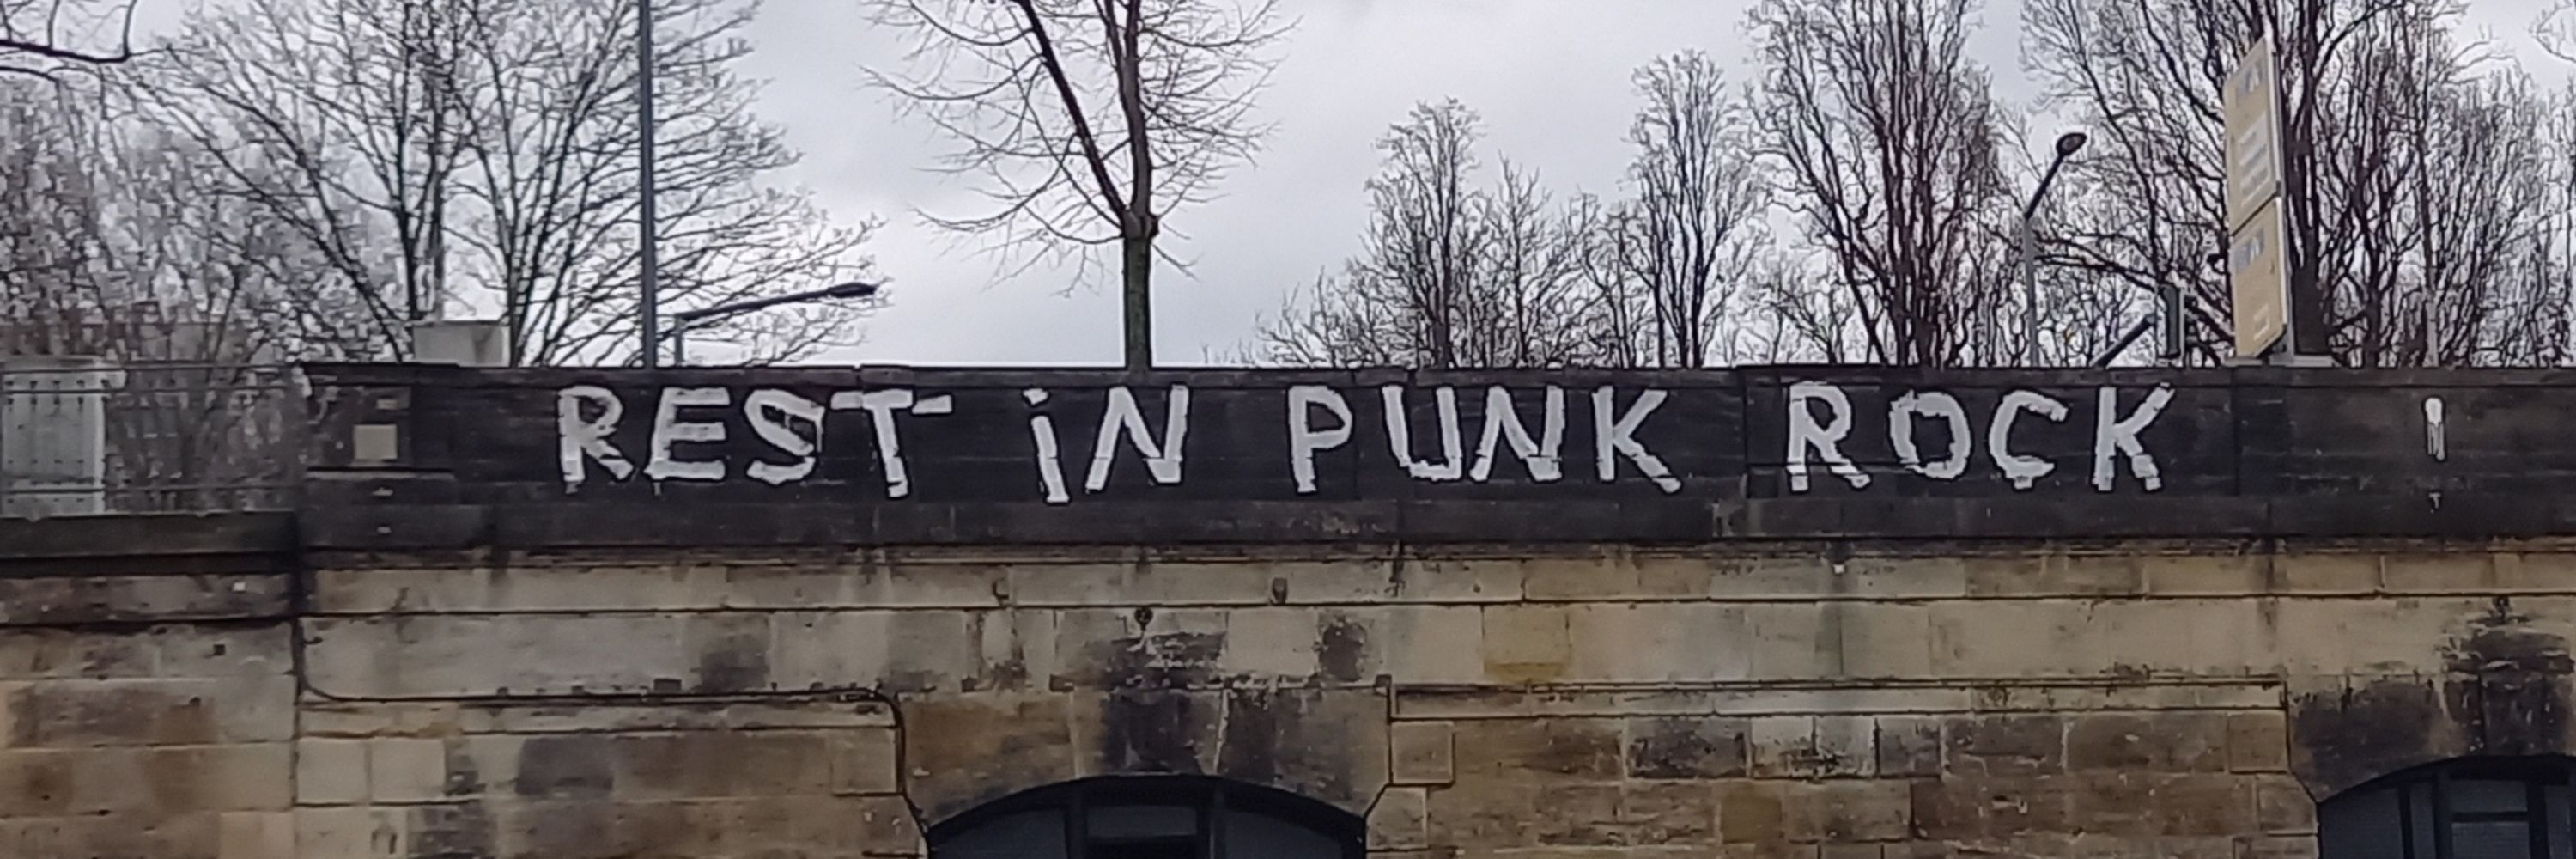 REST iN PUNK ROCK